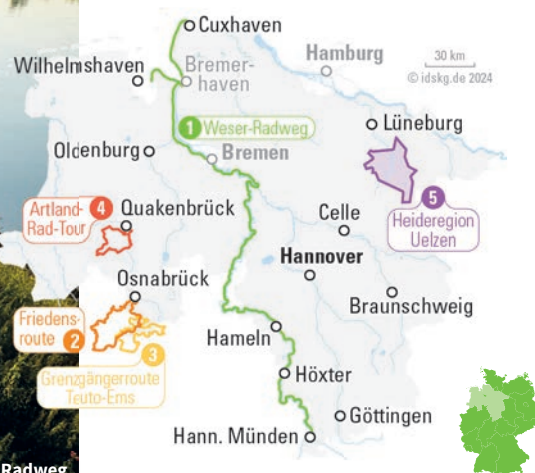 Cuxhaven
Wilhelmshaven
Bremer-
haven
Hamburg
30 km
© idskg.de 2024
1 Weser-Radweg
Lüneburg
Oldenburg
Bremen
Artland-
Rad-Tour
4
Quakenbrück
Celle
5
Heideregion
Uelzen
Hannover
Osnabrück
Braunschweig
Friedens-
route 2
3
Grenzgängerroute
Teuto-Ems
Hameln
Höxter
Göttingen
Hann. Münden
Radweg